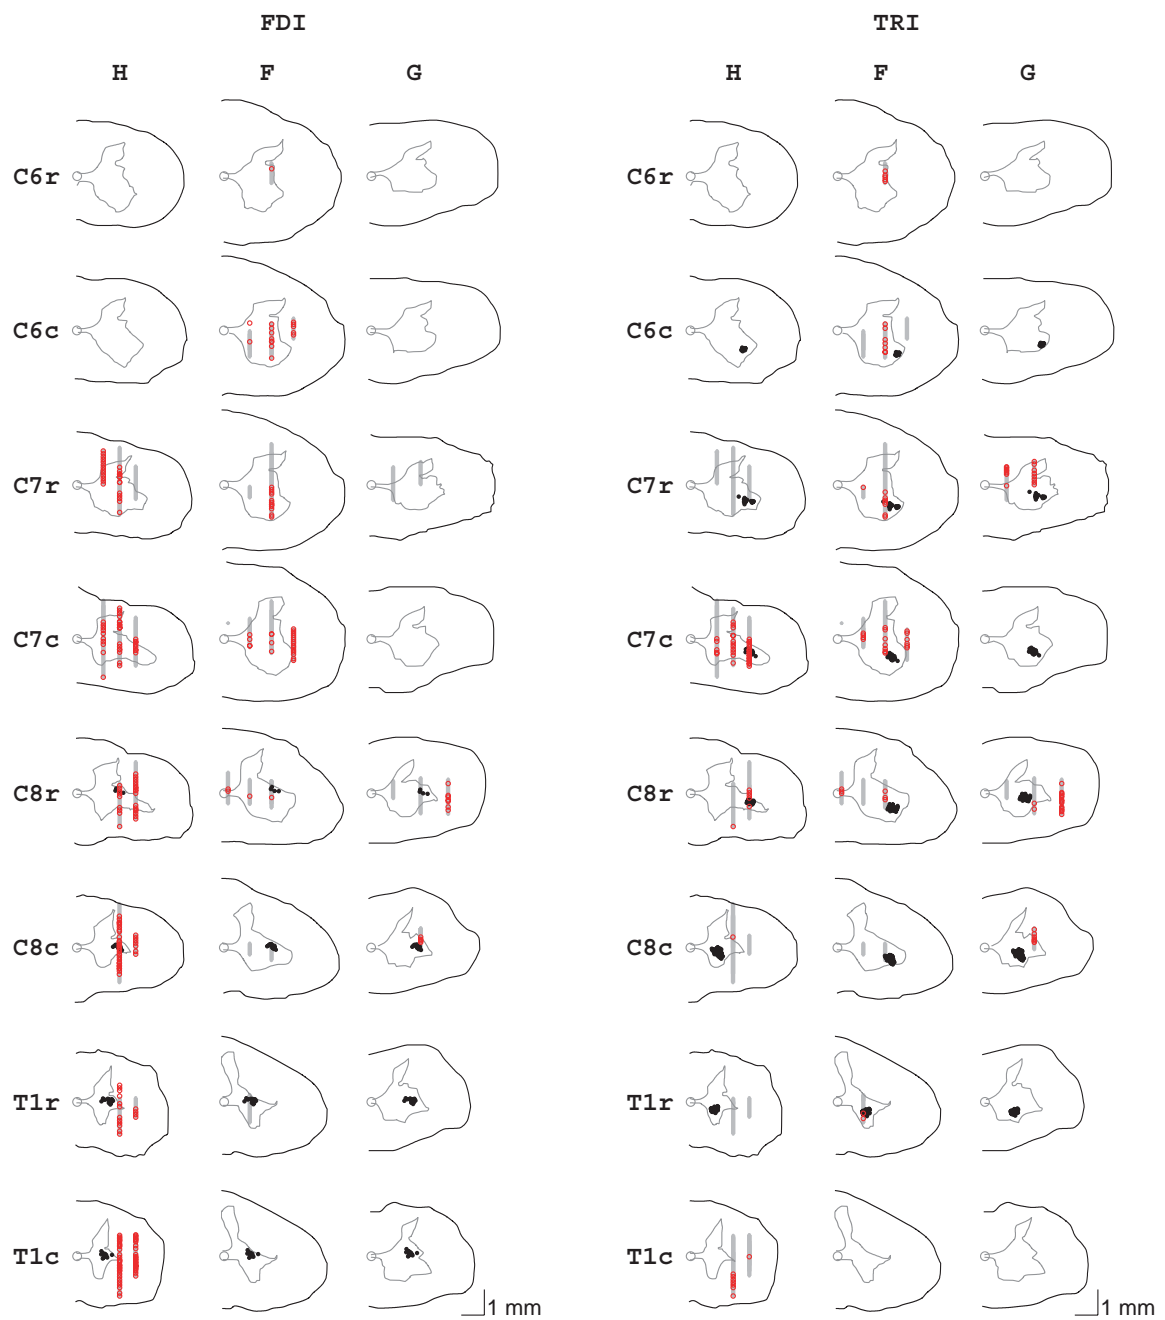 FDI TRI
H F G H F G
C6r C6r
C6c C6c
C7r C7r
C7c C7c
C8r C8r
C8c C8c
T1r T1r
T1c T1c
1 mm 1 mm